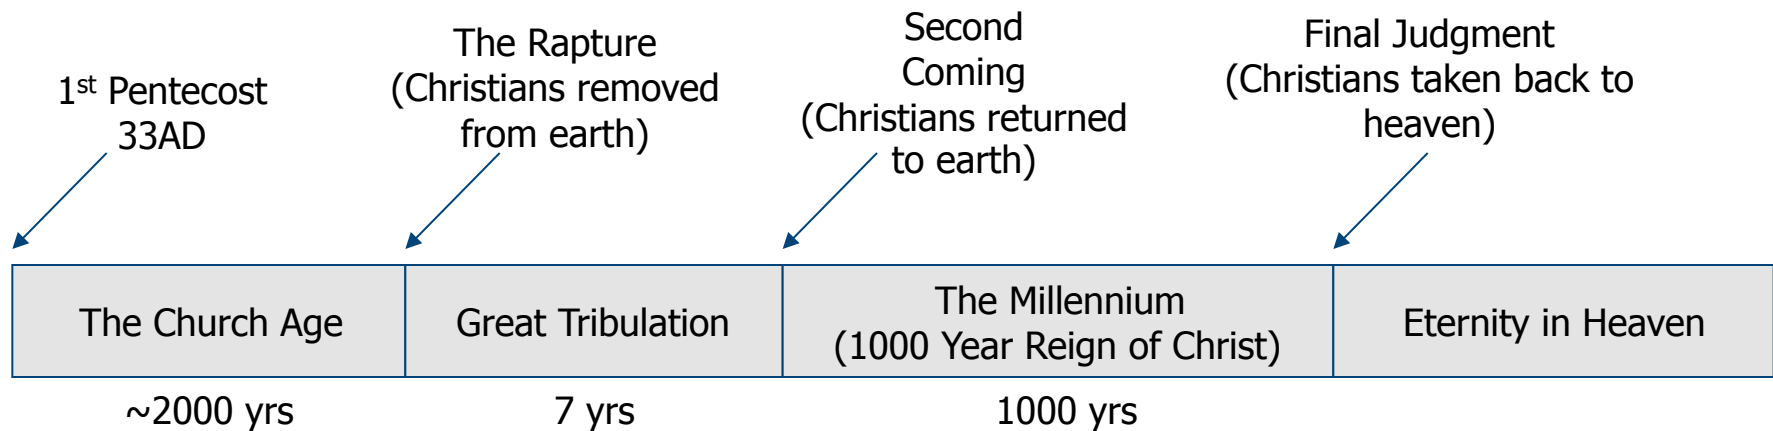 1st Pentecost
33AD
The Rapture
(Christians removed
from earth)
Second
Coming
(Christians returned
to earth)
Final Judgment
(Christians taken back to
heaven)
The Church Age
Great Tribulation
The Millennium
(1000 Year Reign of Christ)
Eternity in Heaven
~2000 yrs
7 yrs
1000 yrs